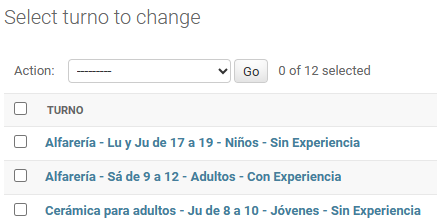 Select turno to change
Action: --------- Go 0 of 12 selected
TURNO
Alfarería - Lu y Ju de 17 a 19 - Niños - Sin Experiencia
Alfarería - Sá de 9 a 12 - Adultos - Con Experiencia
Cerámica para adultos - Ju de 8 a 10 - Jóvenes - Sin Experiencia